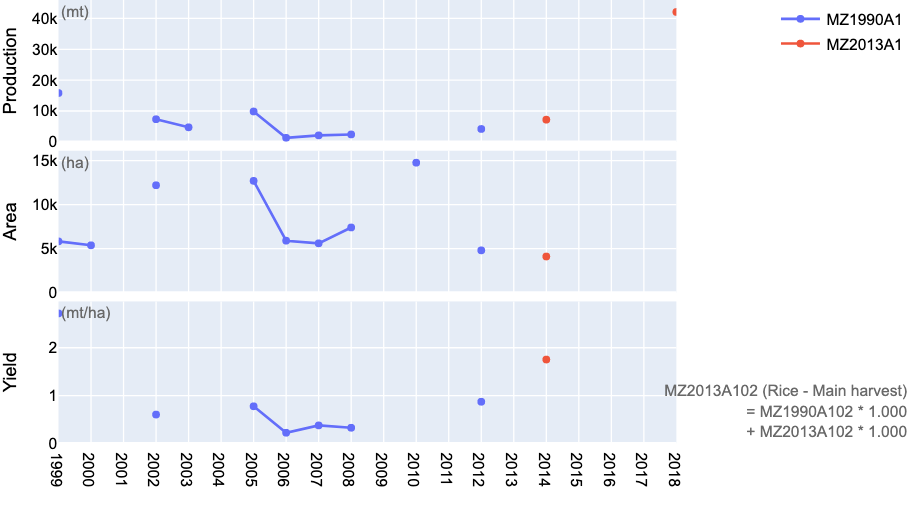 Production
(mt)
40k
30k
20k
10k
0
MZ1990A1
MZ2013A1
Area
(ha)
15k
10k
5k
0
Yield
(mt/ha)
2
1
0
MZ2013A102 (Rice - Main harvest)
= MZ1990A102 * 1.000
+ MZ2013A102 * 1.000
1999
2000
2001
2002
2003
2004
2005
2006
2007
2008
2009
2010
2011
2012
2013
2014
2015
2016
2017
2018